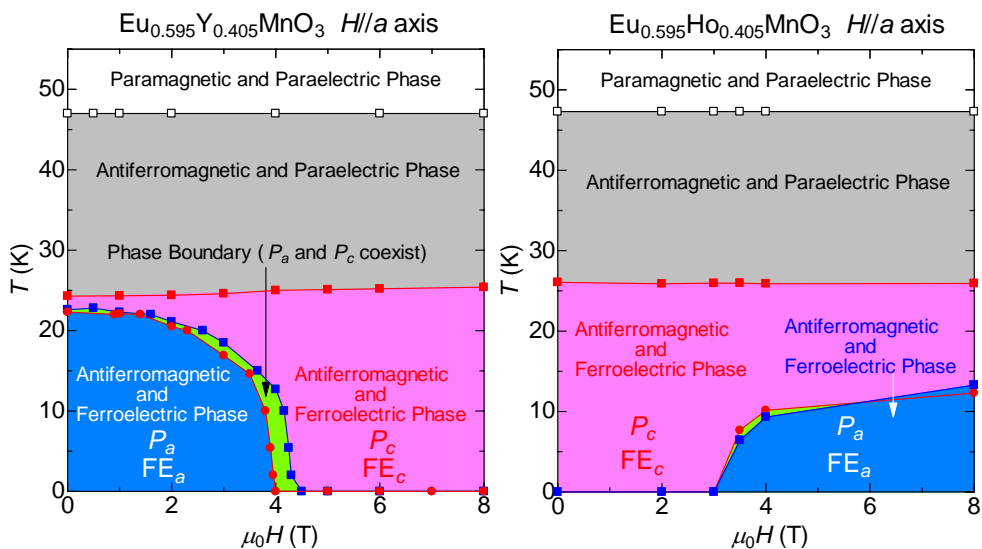 Eu0.595Y0.405MnO3 H//a axis
Paramagnetic and Paraelectric Phase
Antiferromagnetic and Paraelectric Phase
Phase Boundary ( Pa and Pc coexist)
Antiferromagnetic
and
Ferroelectric Phase
Pa
FEa
Antiferromagnetic
and
Ferroelectric Phase
Pc
FEc
T (K)
50
40
30
20
10
0
0 2 4 6 8
μ0H (T)
Eu0.595Ho0.405MnO3 H//a axis
Paramagnetic and Paraelectric Phase
Antiferromagnetic and Paraelectric Phase
Antiferromagnetic
and
Ferroelectric Phase
Pc
FEc
Antiferromagnetic
and
Ferroelectric Phase
Pa
FEa
T (K)
50
40
30
20
10
0
0 2 4 6 8
μ0H (T)